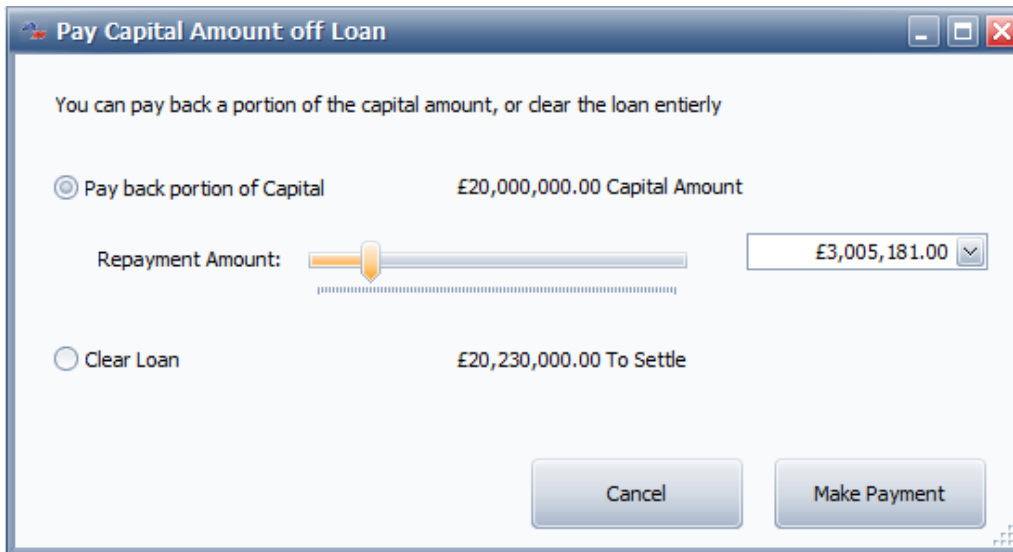 Pay Capital Amount off Loan
You can pay back a portion of the capital amount, or clear the loan entierly
Pay back portion of Capital £20,000,000.00 Capital Amount
Repayment Amount: £3,005,181.00
Clear Loan £20,230,000.00 To Settle
Cancel Make Payment